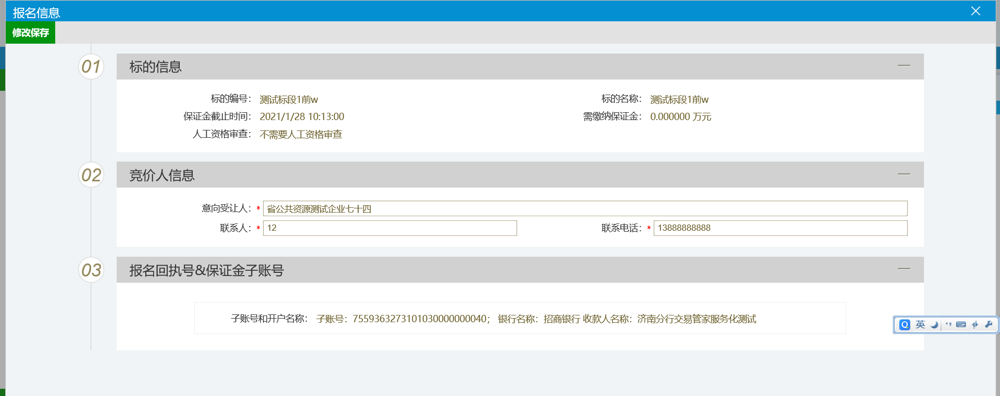 报名信息
修改保存
01 标的信息
标的编号： 测试标段1前w 标的名称： 测试标段1前w
保证金截止时间： 2021/1/28 10:13:00 需缴纳保证金： 0.000000 万元
人工资格审查： 不需要人工资格审查
02 竞价人信息
意向受让人：* 省公共资源测试企业七十四
联系人：* 12 联系电话：* 13888888888
03 报名回执号&保证金子账号
子账号和开户名称： 子账号：7559363273101030000000040； 银行名称：招商银行 收款人名称：济南分行交易管家服务化测试
英